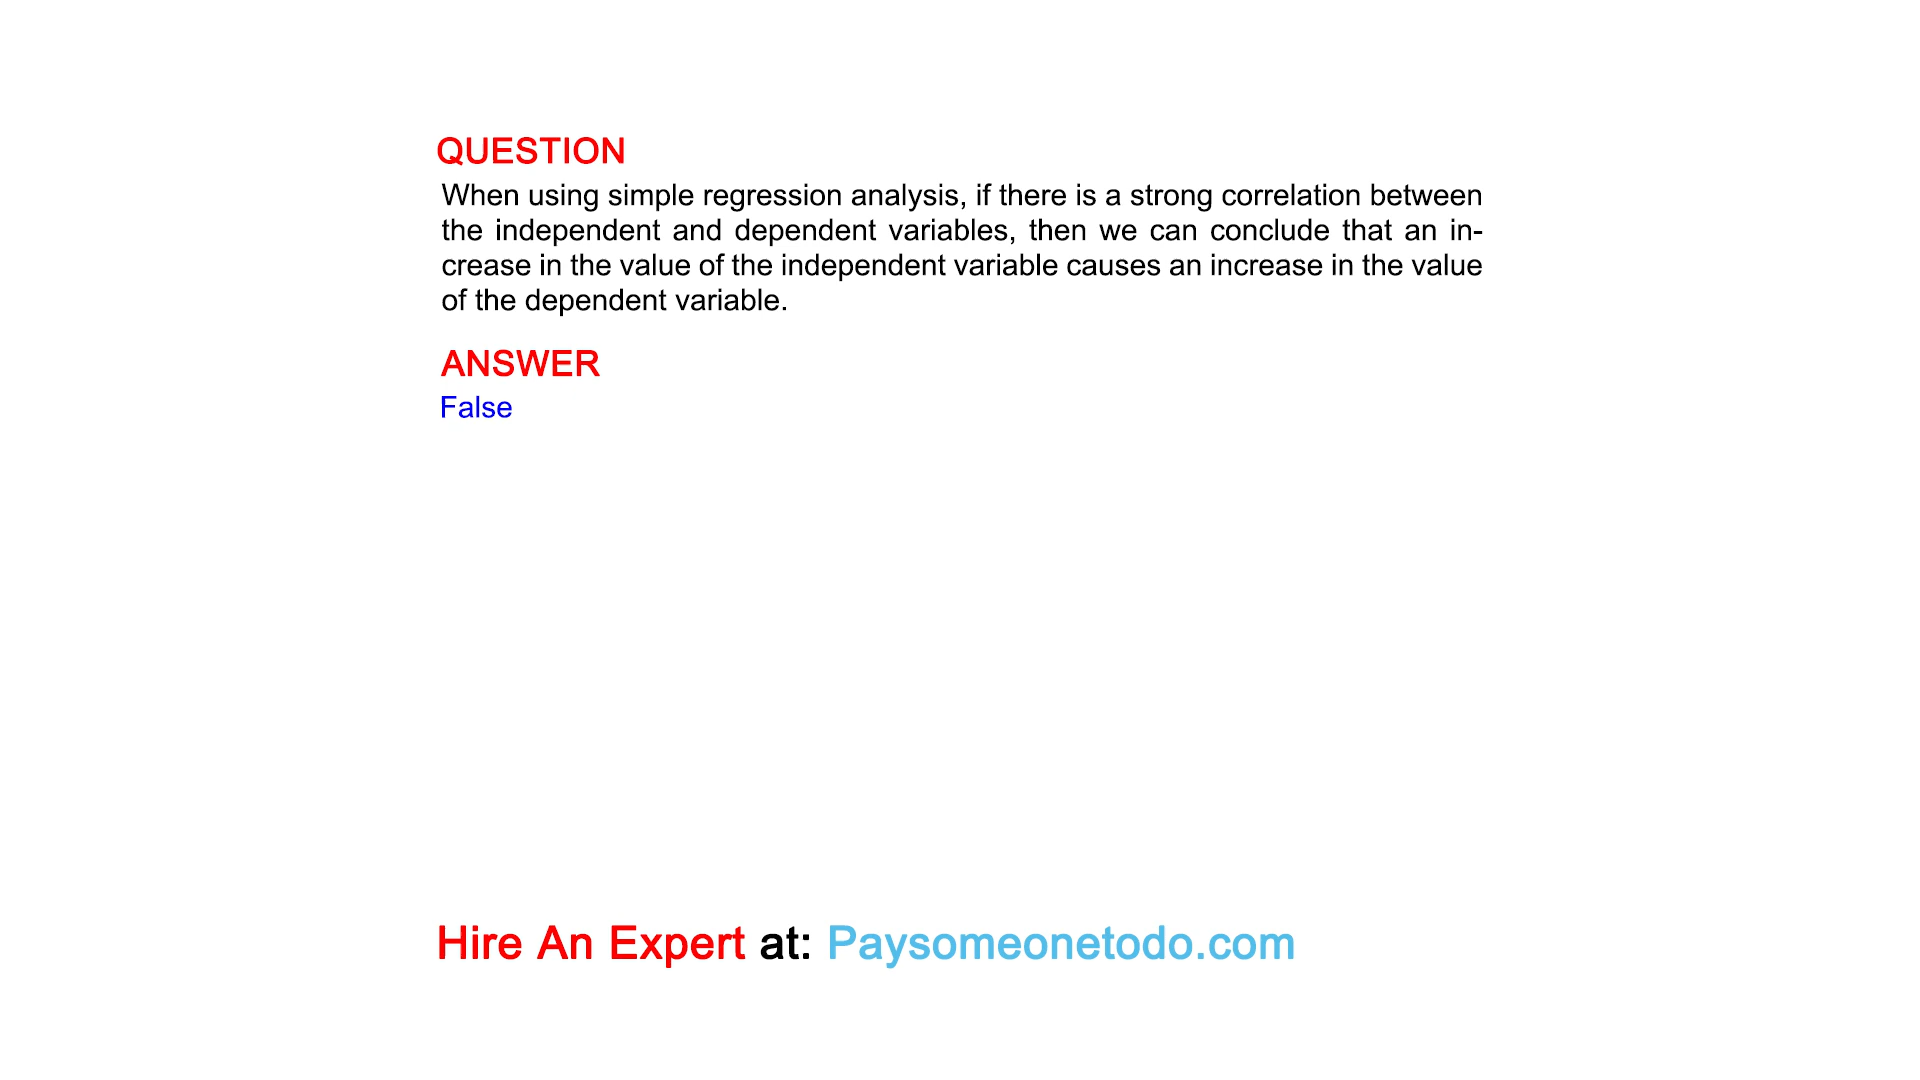 QUESTION
When using simple regression analysis, if there is a strong correlation between
the independent and dependent variables, then we can conclude that an in-
crease in the value of the independent variable causes an increase in the value
of the dependent variable.
ANSWER
False
Hire An Expert at: Paysomeonetodo.com